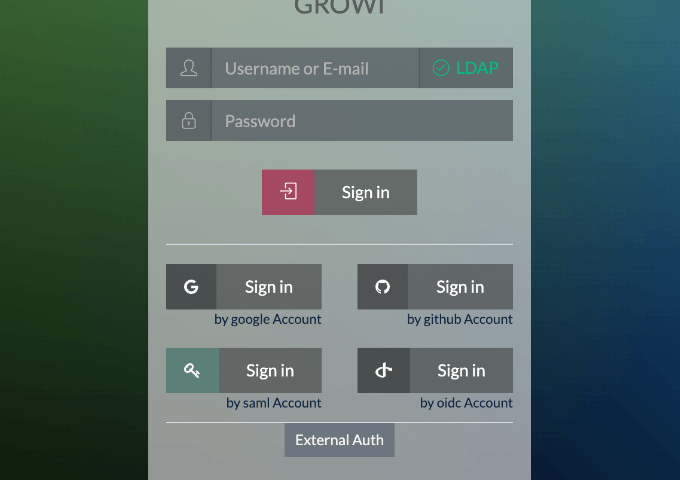 GROWI
Username or E-mail
LDAP
Password
Sign in
Sign in
Sign in
by google Account
by github Account
Sign in
Sign in
by saml Account
by oidc Account
External Auth